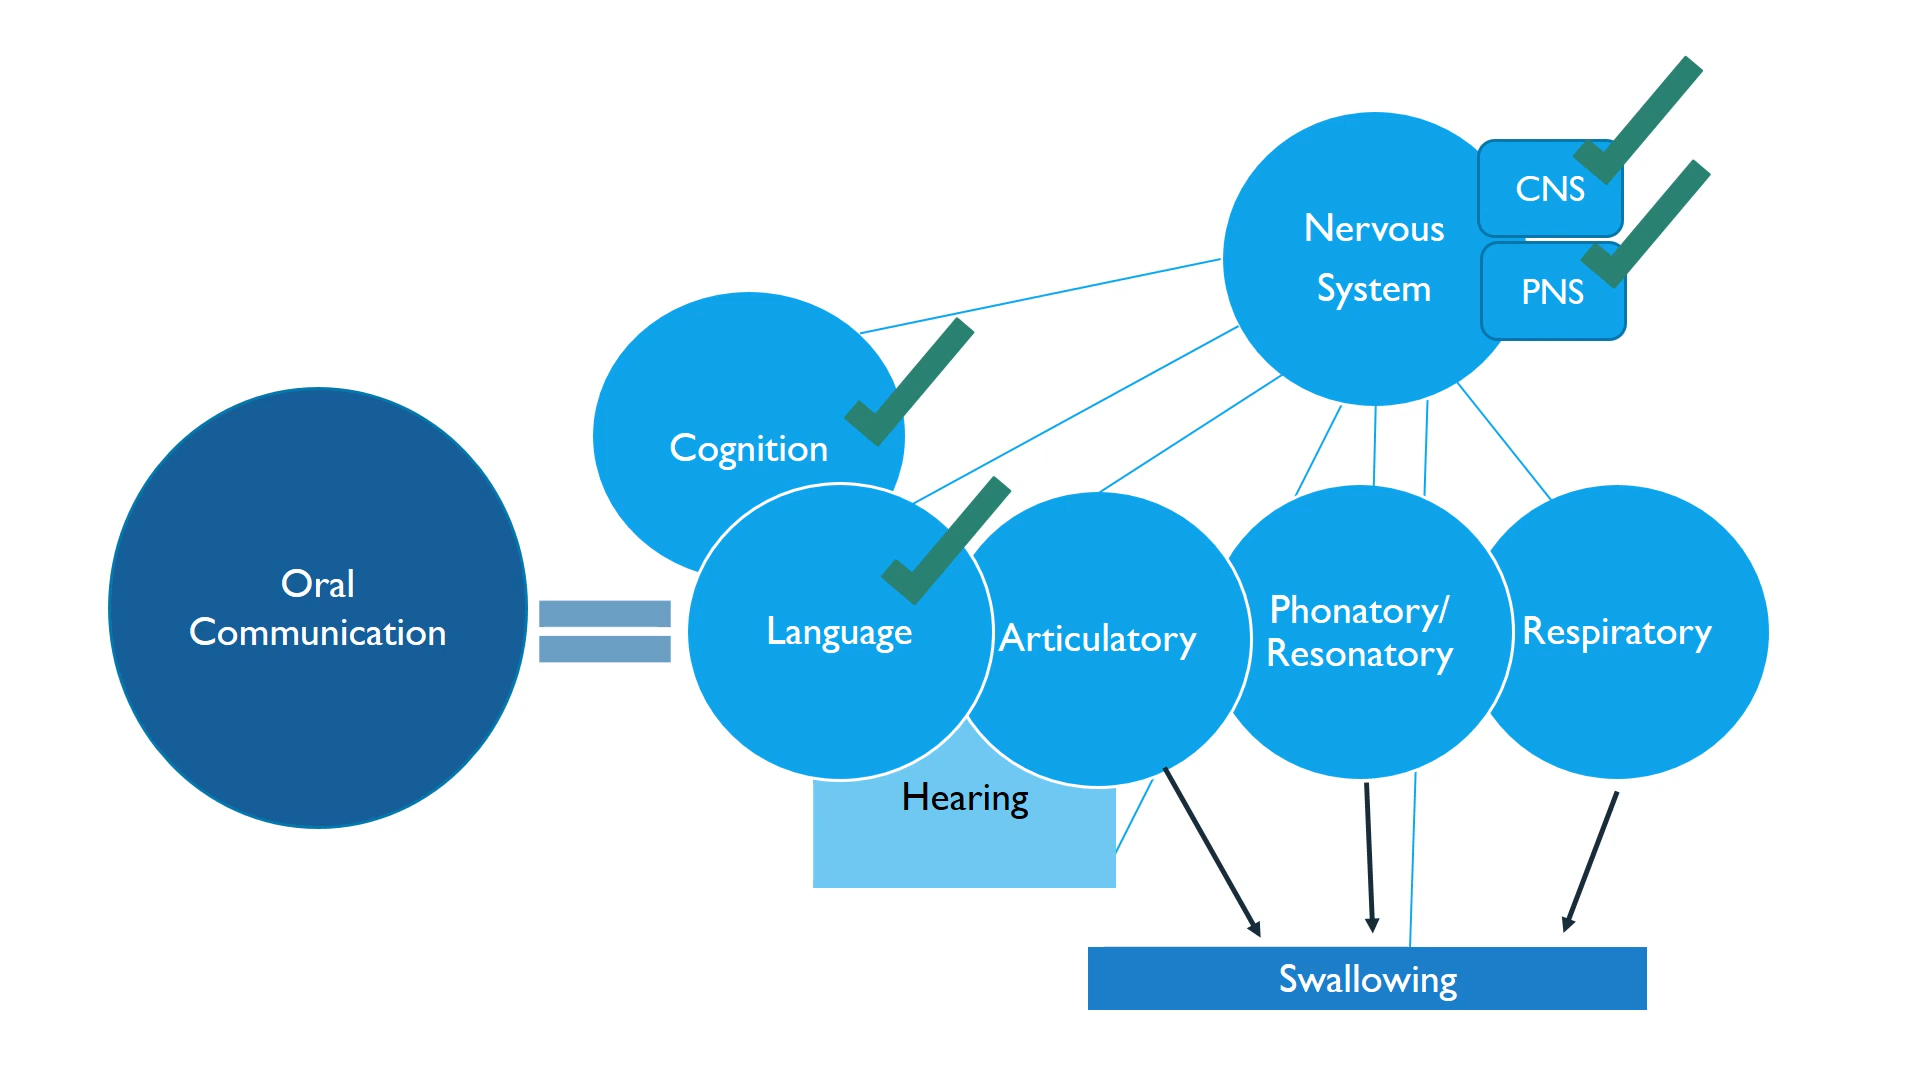 CNS
Nervous
System
PNS
Cognition
Oral
Communication
Language
Articulatory
Phonatory/
Resonatory
Respiratory
Hearing
Swallowing